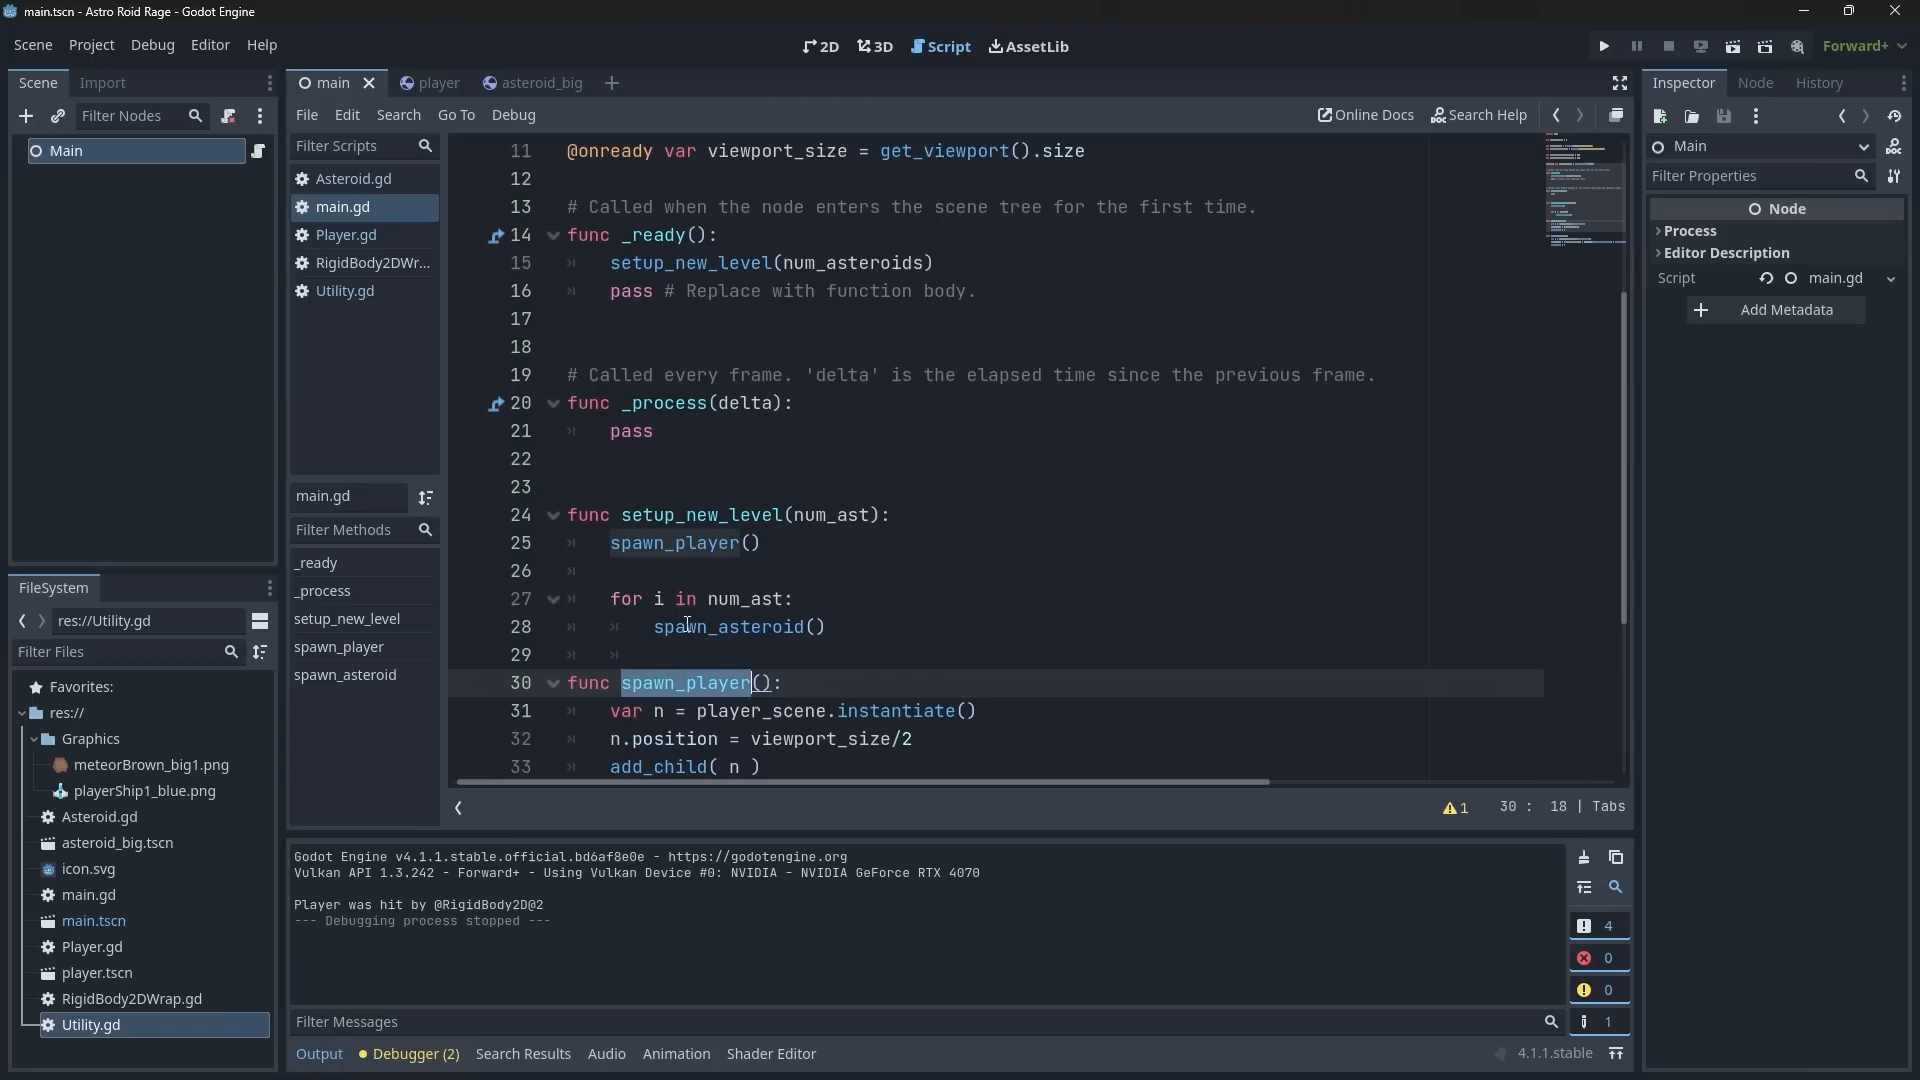 main.tscn - Astro Roid Rage - Godot Engine
Scene Project Debug Editor Help
2D 3D Script AssetLib
Forward+
Scene Import
Filter Nodes
Main
main player asteroid_big
File Edit Search Go To Debug
Online Docs Search Help
Filter Scripts
Asteroid.gd
main.gd
Player.gd
RigidBody2DWr...
Utility.gd
main.gd
Filter Methods
_ready
_process
setup_new_level
spawn_player
spawn_asteroid
11 @onready var viewport_size = get_viewport().size
12
13 # Called when the node enters the scene tree for the first time.
14 func _ready():
15 setup_new_level(num_asteroids)
16 pass # Replace with function body.
17
18
19 # Called every frame. 'delta' is the elapsed time since the previous frame.
20 func _process(delta):
21 pass
22
23
24 func setup_new_level(num_ast):
25 spawn_player()
26
27 for i in num_ast:
28 spawn_asteroid()
29
30 func spawn_player():
31 var n = player_scene.instantiate()
32 n.position = viewport_size/2
33 add_child( n )
1 30 : 18 | Tabs
FileSystem
res://Utility.gd
Filter Files
Favorites:
res://
Graphics
meteorBrown_big1.png
playerShip1_blue.png
Asteroid.gd
asteroid_big.tscn
icon.svg
main.gd
main.tscn
Player.gd
player.tscn
RigidBody2DWrap.gd
Utility.gd
Godot Engine v4.1.1.stable.official.bd6af8e0e - https://godotengine.org
Vulkan API 1.3.242 - Forward+ - Using Vulkan Device #0: NVIDIA - NVIDIA GeForce RTX 4070
Player was hit by @RigidBody2D@2
--- Debugging process stopped ---
4
0
0
1
Filter Messages
Output Debugger (2) Search Results Audio Animation Shader Editor
4.1.1.stable
Inspector Node History
Main
Filter Properties
Node
Process
Editor Description
Script main.gd
Add Metadata